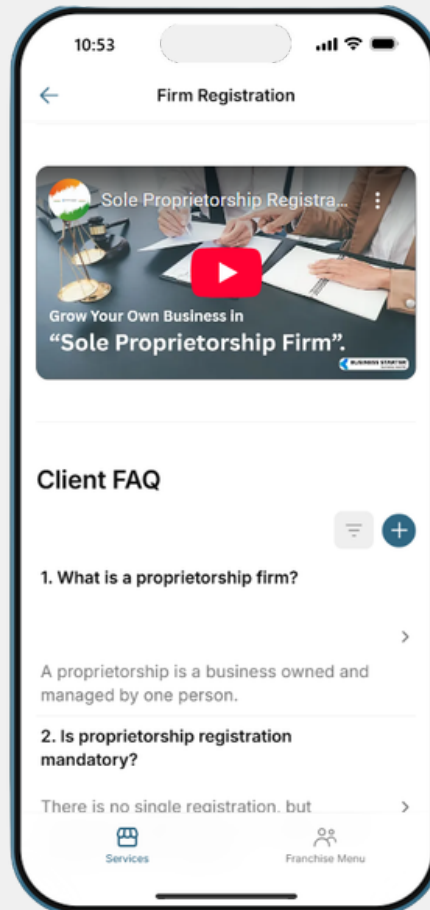 10:53
Firm Registration
Sole Proprietorship Registra...
Grow Your Own Business in
“Sole Proprietorship Firm”.
BUSINESS STARTUP
Client FAQ
1. What is a proprietorship firm?
A proprietorship is a business owned and
managed by one person.
2. Is proprietorship registration
mandatory?
There is no single registration, but
Services
Franchise Menu